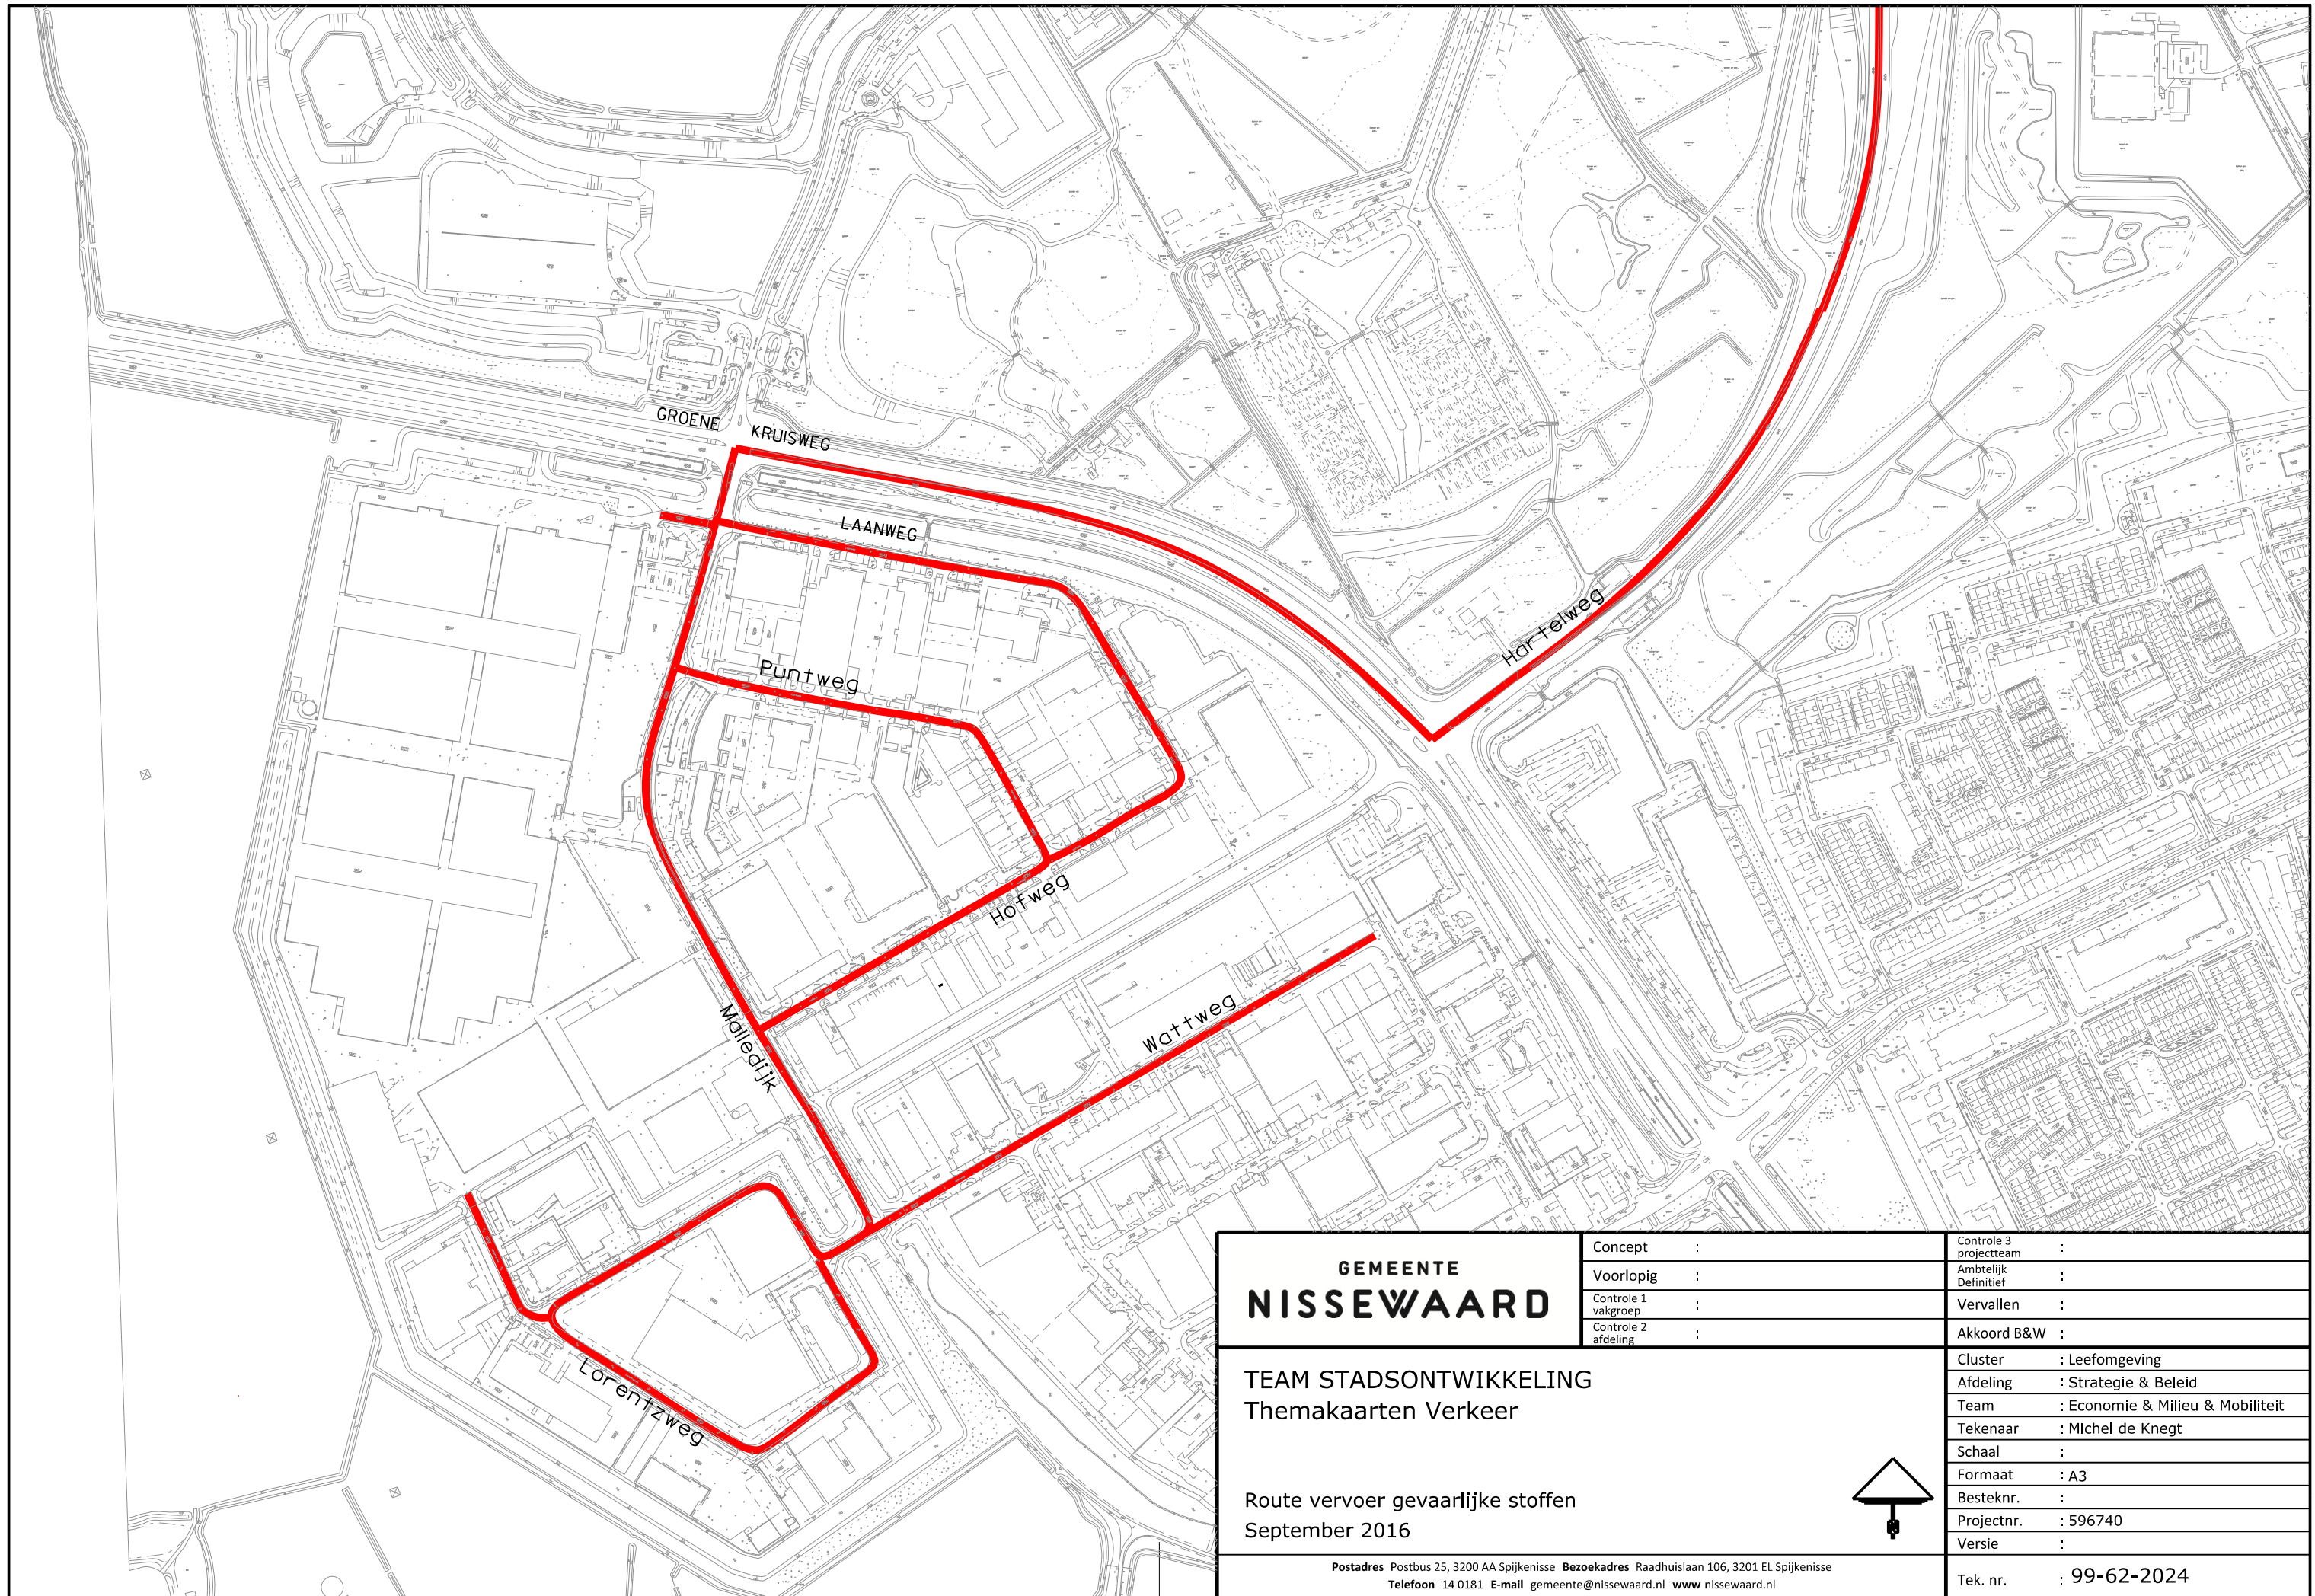 GROENE KRUISWEG
LAANWEG
Hartelweg
Puntweg
Hofweg
Malledijk
Wattweg
Lorentzweg
GEMEENTE
NISSEWAARD
Concept :
Voorlopig :
Controle 1 vakgroep :
Controle 2 afdeling :
Controle 3 projectteam :
Ambtelijk Definitief :
Vervallen :
Akkoord B&W :
TEAM STADSONTWIKKELING
Themakaarten Verkeer
Route vervoer gevaarlijke stoffen
September 2016
Cluster : Leefomgeving
Afdeling : Strategie & Beleid
Team : Economie & Milieu & Mobiliteit
Tekenaar : Michel de Knegt
Schaal :
Formaat : A3
Besteknr. :
Projectnr. : 596740
Versie :
Tek. nr. : 99-62-2024
Postadres Postbus 25, 3200 AA Spijkenisse Bezoekadres Raadhuislaan 106, 3201 EL Spijkenisse
Telefoon 14 0181 E-mail gemeente@nissewaard.nl www nissewaard.nl